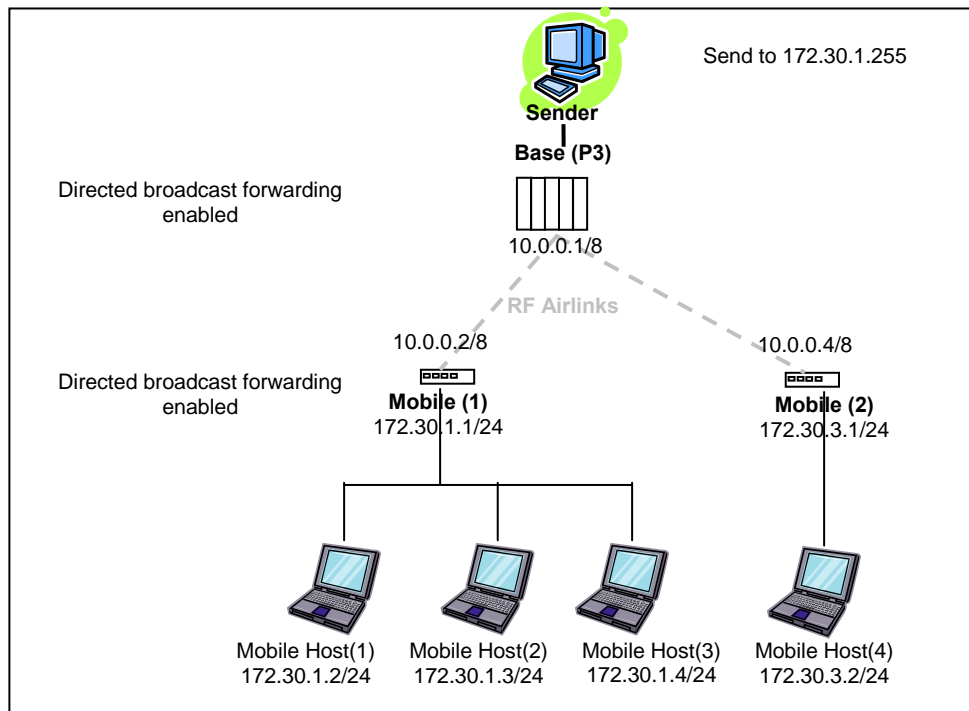 Send to 172.30.1.255
Sender
Base (P3)
Directed broadcast forwarding
enabled
10.0.0.1/8
RF Airlinks
10.0.0.2/8
10.0.0.4/8
Directed broadcast forwarding
enabled
Mobile (1)
172.30.1.1/24
Mobile (2)
172.30.3.1/24
Mobile Host(1)
172.30.1.2/24
Mobile Host(2)
172.30.1.3/24
Mobile Host(3)
172.30.1.4/24
Mobile Host(4)
172.30.3.2/24